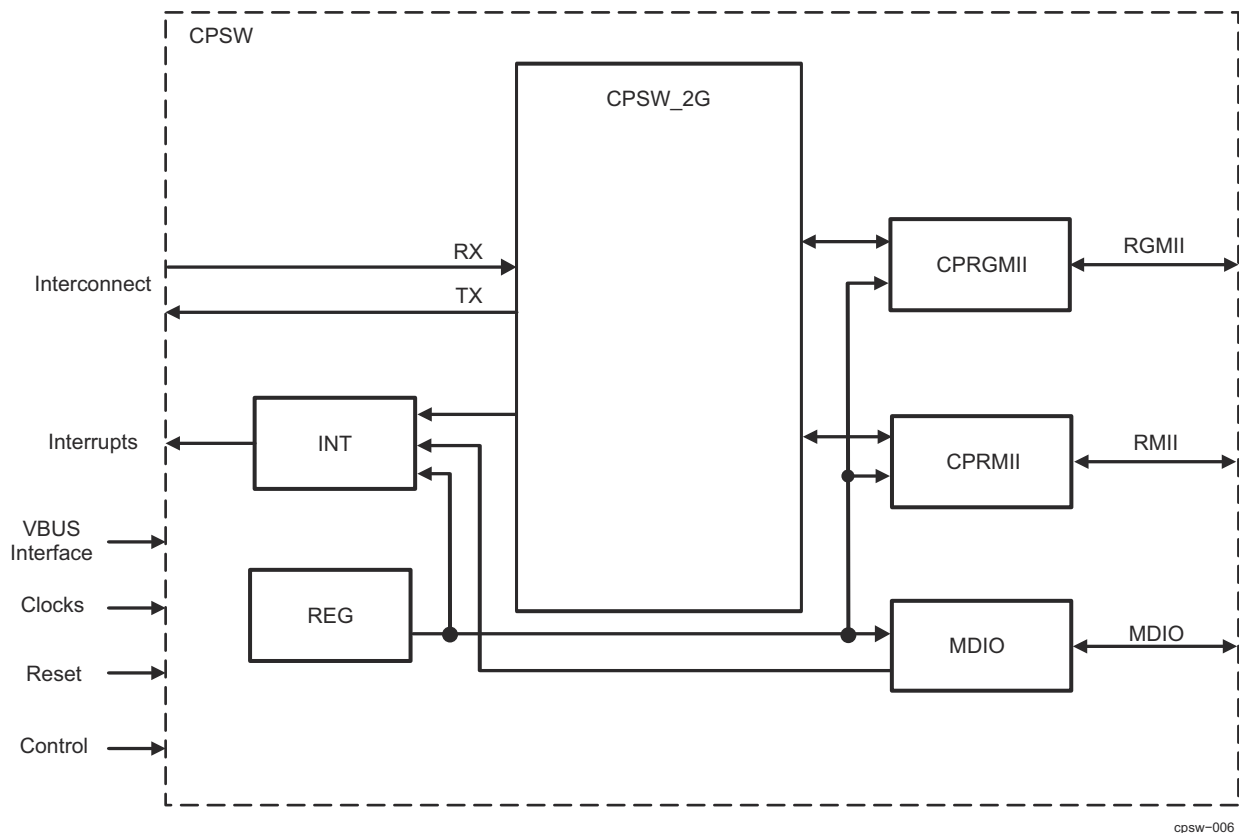 CPSW
CPSW_2G
Interconnect
RX
TX
CPRGMII
RGMII
Interrupts
INT
CPRMII
RMII
VBUS
Interface
Clocks
REG
MDIO
MDIO
Reset
Control
cpsw-006